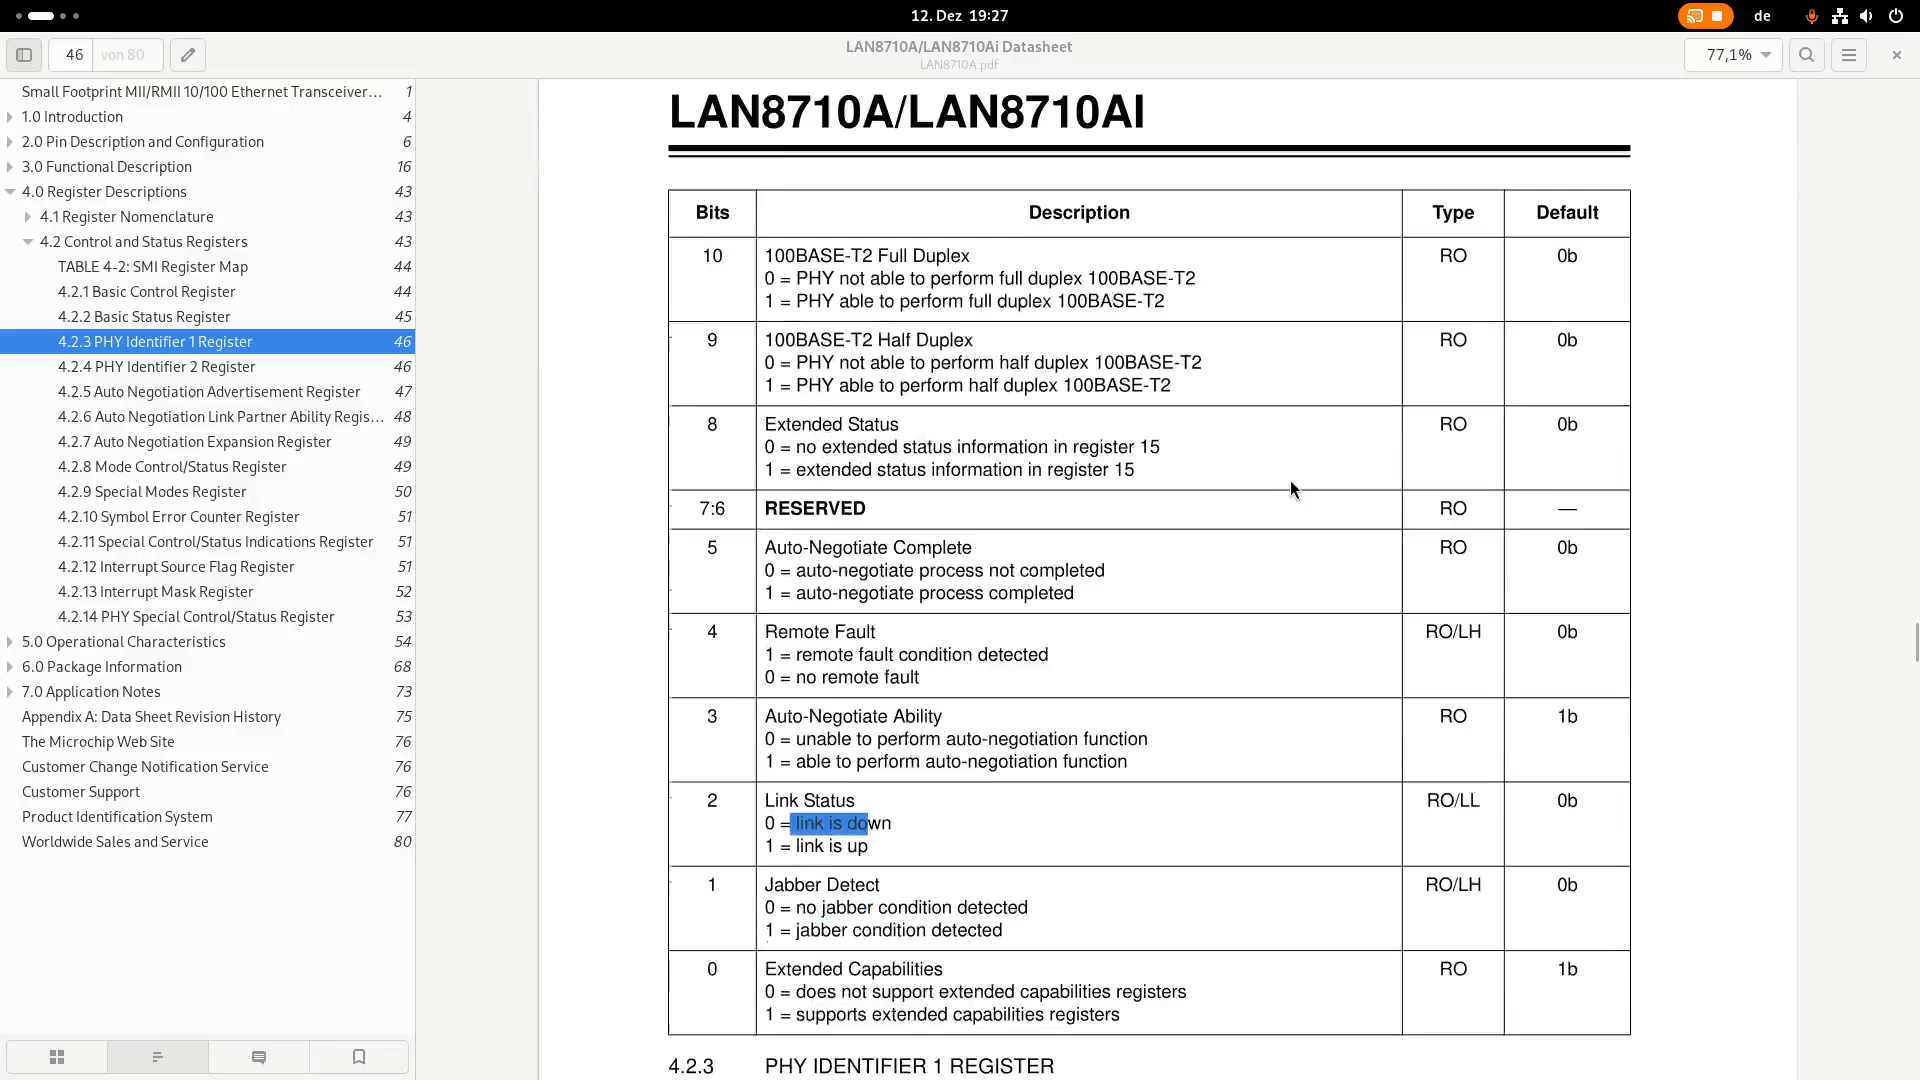 12. Dez 19:27
de
46
von 80
LAN8710A/LAN8710Ai Datasheet
LAN8710A.pdf
77,1%
Small Footprint MII/RMII 10/100 Ethernet Transceiver... 1
1.0 Introduction 4
2.0 Pin Description and Configuration 6
3.0 Functional Description 16
4.0 Register Descriptions 43
4.1 Register Nomenclature 43
4.2 Control and Status Registers 43
TABLE 4-2: SMI Register Map 44
4.2.1 Basic Control Register 44
4.2.2 Basic Status Register 45
4.2.3 PHY Identifier 1 Register 46
4.2.4 PHY Identifier 2 Register 46
4.2.5 Auto Negotiation Advertisement Register 47
4.2.6 Auto Negotiation Link Partner Ability Regis... 48
4.2.7 Auto Negotiation Expansion Register 49
4.2.8 Mode Control/Status Register 49
4.2.9 Special Modes Register 50
4.2.10 Symbol Error Counter Register 51
4.2.11 Special Control/Status Indications Register 51
4.2.12 Interrupt Source Flag Register 51
4.2.13 Interrupt Mask Register 52
4.2.14 PHY Special Control/Status Register 53
5.0 Operational Characteristics 54
6.0 Package Information 68
7.0 Application Notes 73
Appendix A: Data Sheet Revision History 75
The Microchip Web Site 76
Customer Change Notification Service 76
Customer Support 76
Product Identification System 77
Worldwide Sales and Service 80
LAN8710A/LAN8710AI
Bits Description Type Default
10 100BASE-T2 Full Duplex RO 0b
0 = PHY not able to perform full duplex 100BASE-T2
1 = PHY able to perform full duplex 100BASE-T2
9 100BASE-T2 Half Duplex RO 0b
0 = PHY not able to perform half duplex 100BASE-T2
1 = PHY able to perform half duplex 100BASE-T2
8 Extended Status RO 0b
0 = no extended status information in register 15
1 = extended status information in register 15
7:6 RESERVED RO —
5 Auto-Negotiate Complete RO 0b
0 = auto-negotiate process not completed
1 = auto-negotiate process completed
4 Remote Fault RO/LH 0b
1 = remote fault condition detected
0 = no remote fault
3 Auto-Negotiate Ability RO 1b
0 = unable to perform auto-negotiation function
1 = able to perform auto-negotiation function
2 Link Status RO/LL 0b
0 = link is down
1 = link is up
1 Jabber Detect RO/LH 0b
0 = no jabber condition detected
1 = jabber condition detected
0 Extended Capabilities RO 1b
0 = does not support extended capabilities registers
1 = supports extended capabilities registers
4.2.3 PHY IDENTIFIER 1 REGISTER